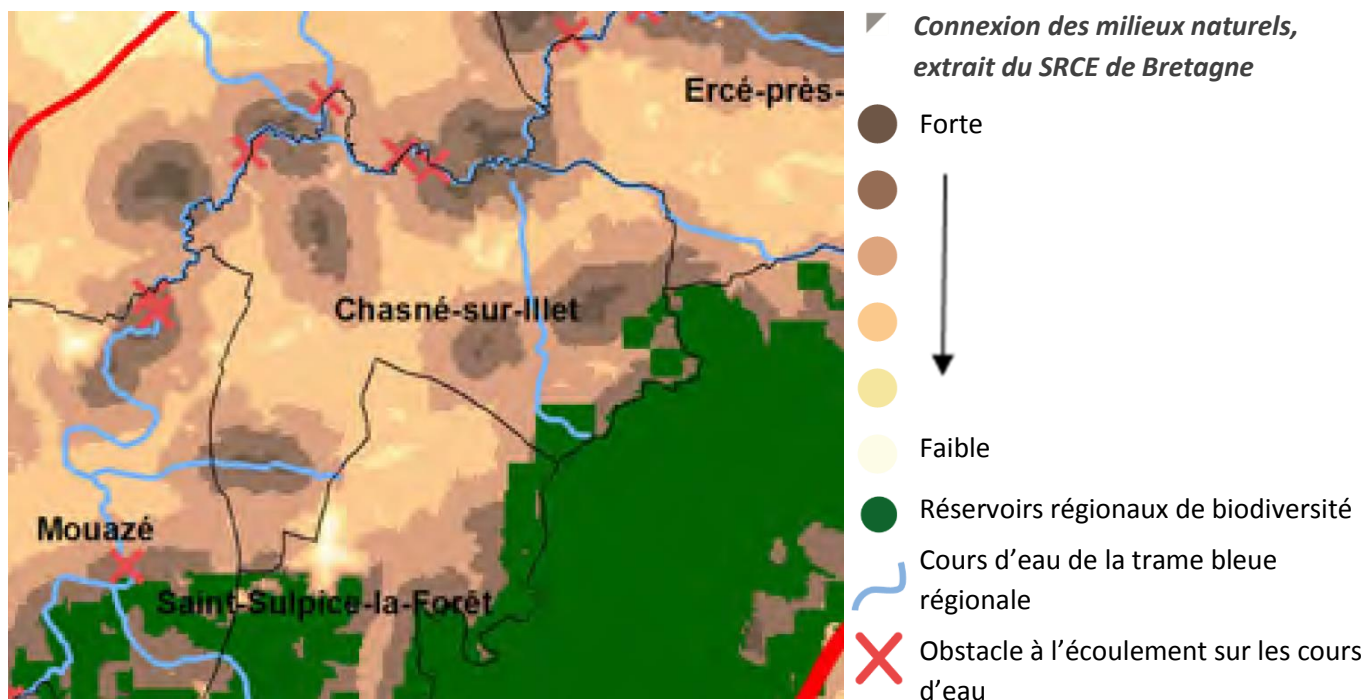 Connexion des milieux naturels,
extrait du SRCE de Bretagne
Ercé-près-
Forte
Chasné-sur-Illet
Faible
Mouazé
Réservoirs régionaux de biodiversité
Cours d'eau de la trame bleue
régionale
Saint-Sulpice-la-Forêt
Obstacle à l'écoulement sur les cours
d'eau